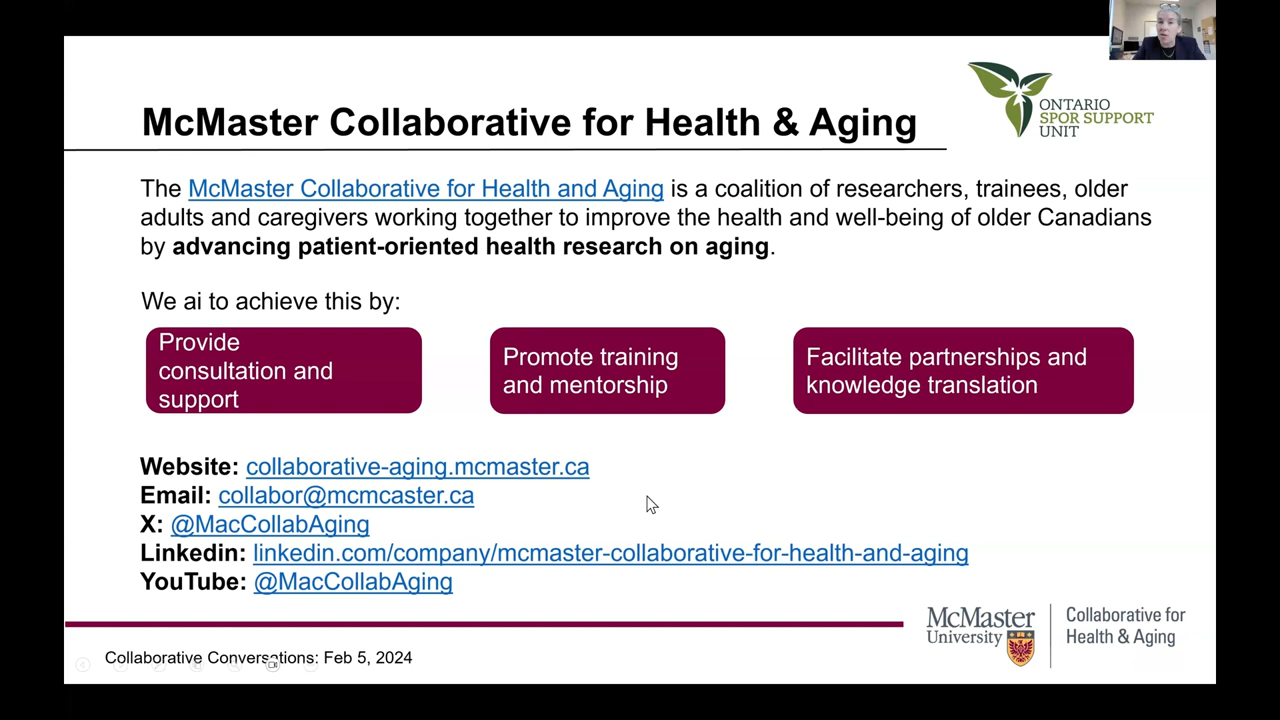 ONTARIO
SPOR SUPPORT
UNIT
McMaster Collaborative for Health & Aging
The McMaster Collaborative for Health and Aging is a coalition of researchers, trainees, older
adults and caregivers working together to improve the health and well-being of older Canadians
by advancing patient-oriented health research on aging.
We ai to achieve this by:
Provide
consultation and
support
Promote training
and mentorship
Facilitate partnerships and
knowledge translation
Website: collaborative-aging.mcmaster.ca
Email: collabor@mcmcaster.ca
X: @MacCollabAging
Linkedin: linkedin.com/company/mcmaster-collaborative-for-health-and-aging
YouTube: @MacCollabAging
McMaster
University
Collaborative for
Health & Aging
Collaborative Conversations: Feb 5, 2024